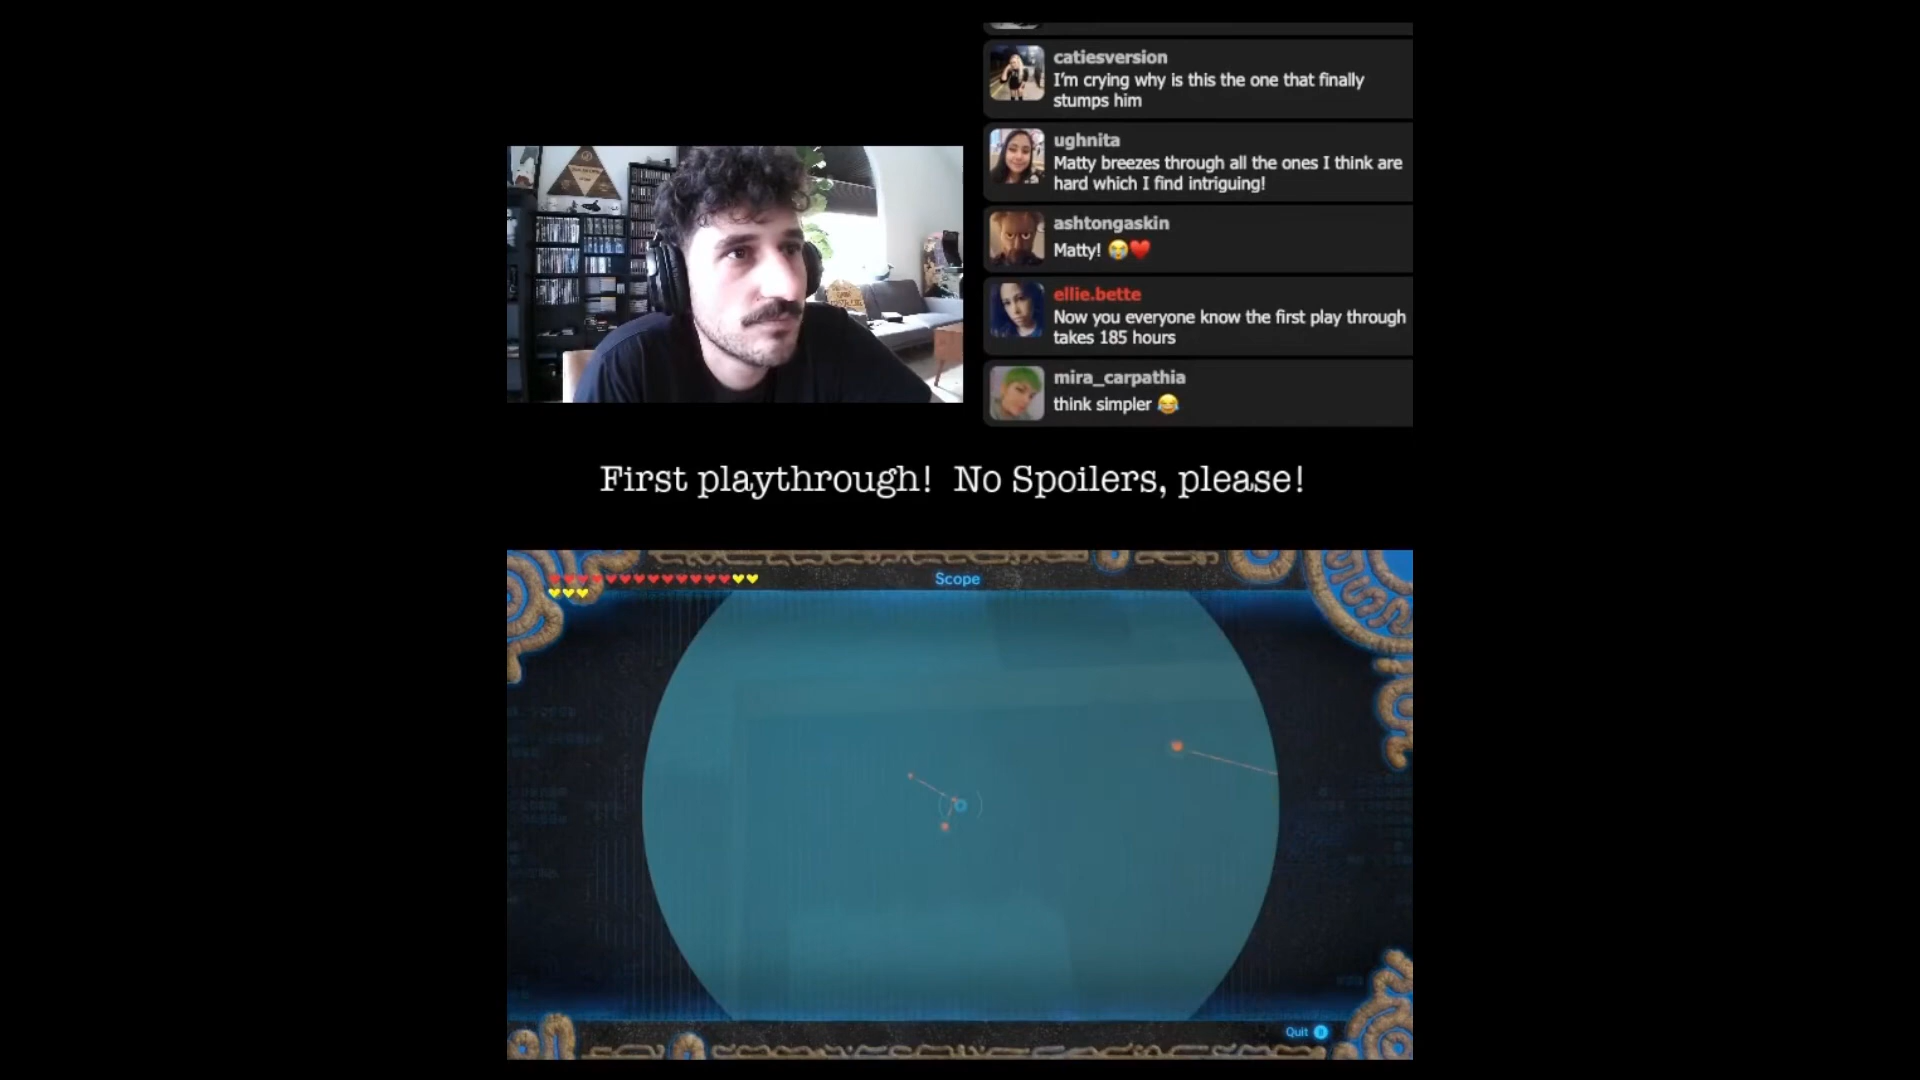 catiesversion
I'm crying why is this the one that finally
stumps him
ughnita
Matty breezes through all the ones I think are
hard which I find intriguing!
ashtongaskin
Matty! 😭❤️
ellie.bette
Now you everyone know the first play through
takes 185 hours
mira_carpathia
think simpler 😂
First playthrough! No Spoilers, please!
Scope
Quit